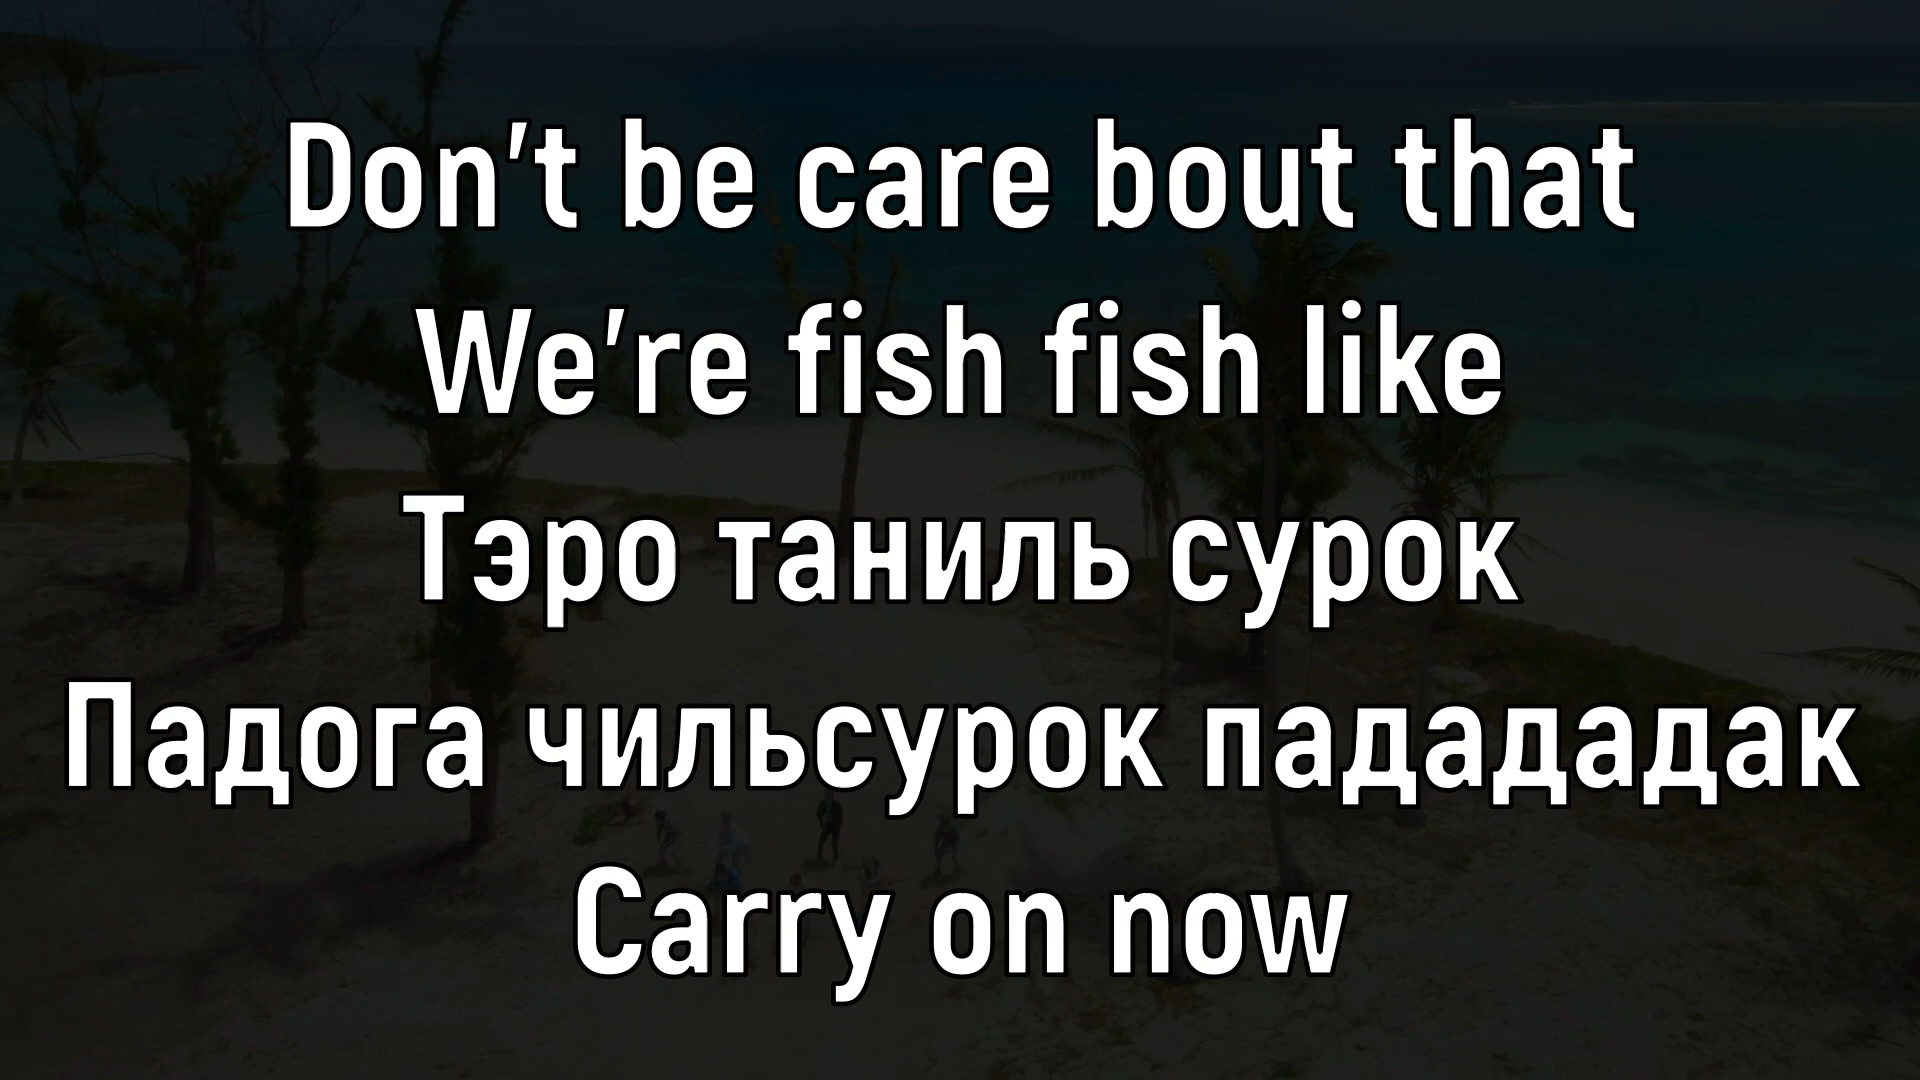 Don't be care bout that
We're fish fish like
Тэро таниль сурок
Падога чильсурок падададак
Carry on now